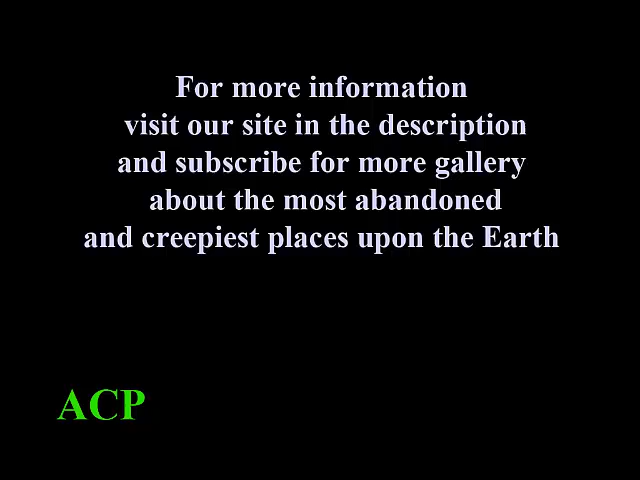 For more information
visit our site in the description
and subscribe for more gallery
about the most abandoned
and creepiest places upon the Earth
ACP